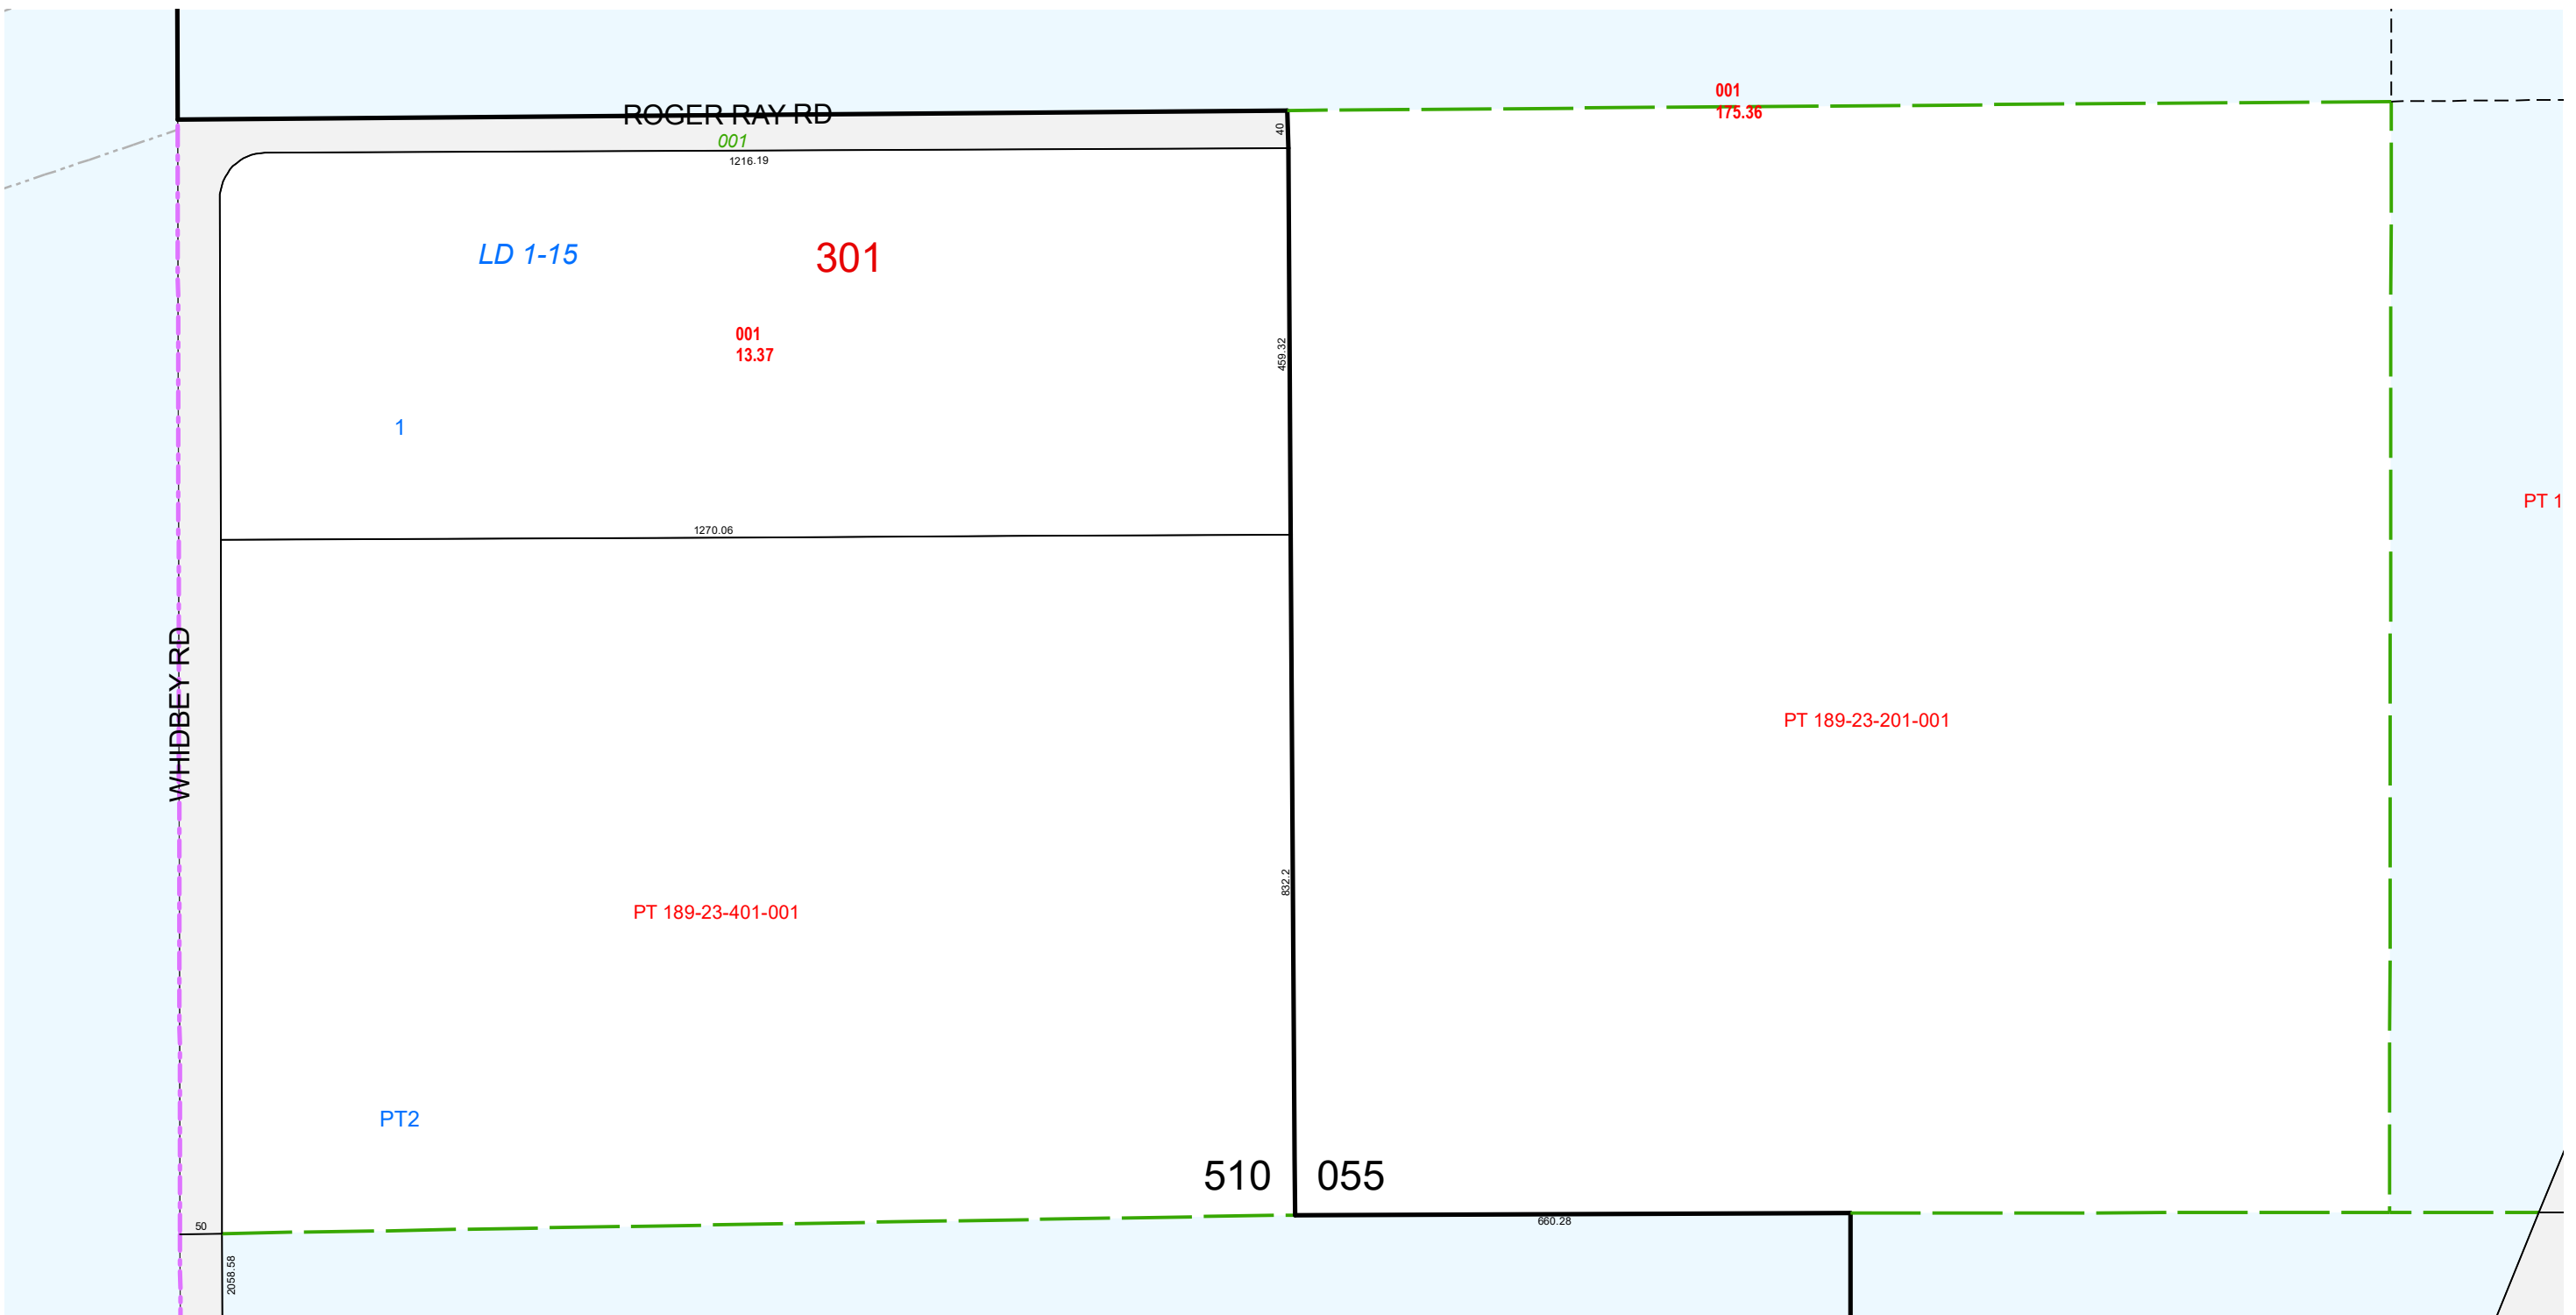 001
175.36
ROGER RAY RD
40
001
1216.19
LD 1-15
301
001
13.37
459.32
1
PT 1
1270.06
WHIDBEY RD
PT 189-23-201-001
832.2
PT 189-23-401-001
PT2
510
055
50
660.28
2058.58